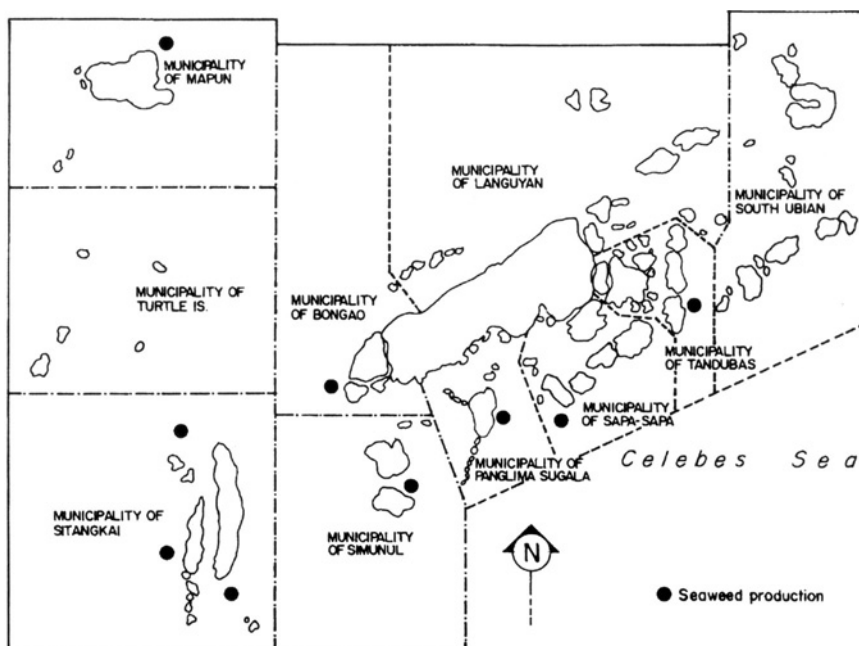 MUNICIPALITY
OF MAPUN
MUNICIPALITY
OF LANGUYAN
MUNICIPALITY OF
SOUTH UBIAN
MUNICIPALITY OF
TURTLE IS.
MUNICIPALITY
OF BONGAO
MUNICIPALITY
OF TANDUBAS
MUNICIPALITY
OF SAPA-SAPA
MUNICIPALITY OF
PANGLIMA SUGALA
Celebes Sea
MUNICIPALITY OF
SITANGKAI
MUNICIPALITY
OF SIMUNUL
N
Seaweed production